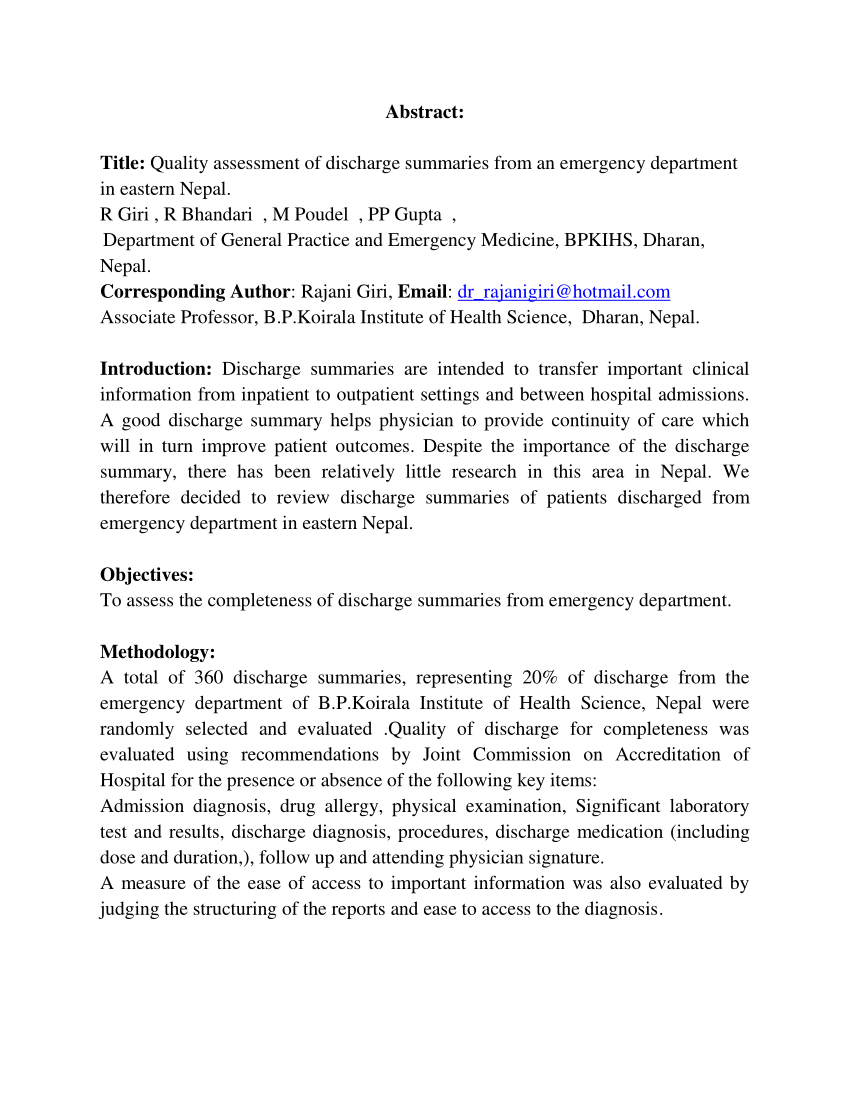 Abstract:
Title: Quality assessment of discharge summaries from an emergency department
in eastern Nepal.
R Giri , R Bhandari  , M Poudel  , PP Gupta  ,
Department of General Practice and Emergency Medicine, BPKIHS, Dharan,
Nepal.
Corresponding Author: Rajani Giri, Email: dr_rajanigiri@hotmail.com
Associate Professor, B.P.Koirala Institute of Health Science,  Dharan, Nepal.
Introduction: Discharge summaries are intended to transfer important clinical
information from inpatient to outpatient settings and between hospital admissions.
A good discharge summary helps physician to provide continuity of care which
will in turn improve patient outcomes. Despite the importance of the discharge
summary, there has been relatively little research in this area in Nepal. We
therefore decided to review discharge summaries of patients discharged from
emergency department in eastern Nepal.
Objectives:
To assess the completeness of discharge summaries from emergency department.
Methodology:
A total of 360 discharge summaries, representing 20% of discharge from the
emergency department of B.P.Koirala Institute of Health Science, Nepal were
randomly selected and evaluated .Quality of discharge for completeness was
evaluated using recommendations by Joint Commission on Accreditation of
Hospital for the presence or absence of the following key items:
Admission diagnosis, drug allergy, physical examination, Significant laboratory
test and results, discharge diagnosis, procedures, discharge medication (including
dose and duration,), follow up and attending physician signature.
A measure of the ease of access to important information was also evaluated by
judging the structuring of the reports and ease to access to the diagnosis.